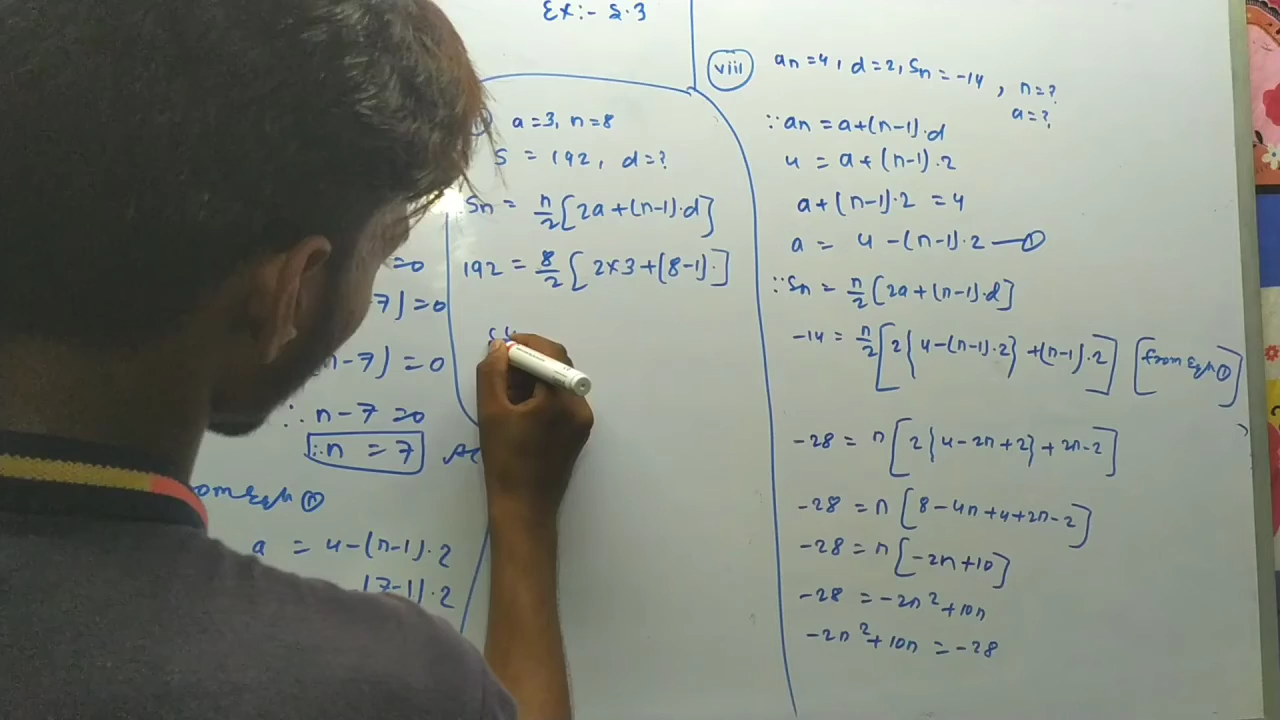 Ex:- 5.3
viii an = 4, d = 2, Sn = -14, n = ?
a = ?
∵ an = a+(n-1).d
4 = a+(n-1).2
a+(n-1).2 = 4
a = 4-(n-1).2 — ①
∵ Sn = n/2[2a+(n-1).d]
-14 = n/2[2{4-(n-1).2}+(n-1).2] [from Eqn ①]
-28 = n[2{4-2n+2}+2n-2]
-28 = n[8-4n+4+2n-2]
-28 = n[-2n+10]
-28 = -2n²+10n
-2n²+10n = -28
a=3, n=8
S = 192, d=?
Sn = n/2[2a+(n-1).d]
192 = 8/2[2×3+(8-1).]
=0
7)=0
n-7)=0
∴ n-7=0
∴ n = 7
om Eqn ①
a = 4-(n-1).2
(7-1).2